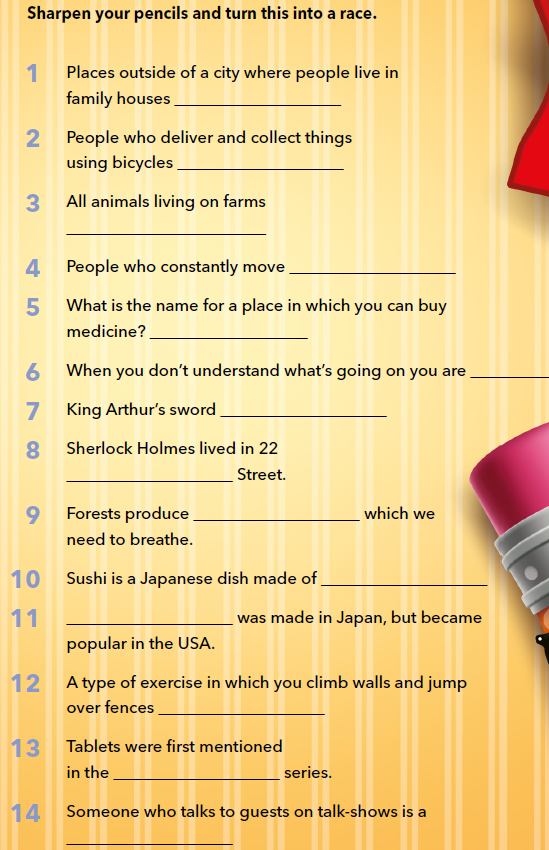 Sharpen your pencils and turn this into a race.
1 Places outside of a city where people live in
family houses ____________________
2 People who deliver and collect things
using bicycles ____________________
3 All animals living on farms
____________________
4 People who constantly move ____________________
5 What is the name for a place in which you can buy
medicine? ____________________
6 When you don't understand what's going on you are __________
7 King Arthur's sword ____________________
8 Sherlock Holmes lived in 22
____________________ Street.
9 Forests produce ____________________ which we
need to breathe.
10 Sushi is a Japanese dish made of ____________________
11 ____________________ was made in Japan, but became
popular in the USA.
12 A type of exercise in which you climb walls and jump
over fences ____________________
13 Tablets were first mentioned
in the ____________________ series.
14 Someone who talks to guests on talk-shows is a
____________________